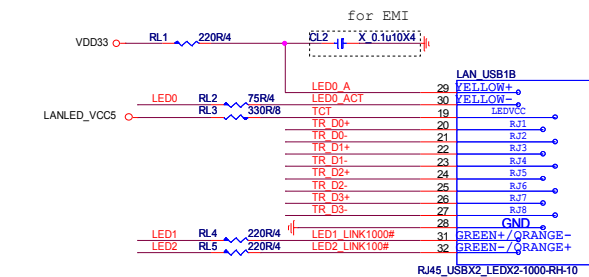 for EMI
VDD33 RL1 220R/4 CL2 X_0.1u10X4
LAN_USB1B
LED0_A 29 YELLOW+
LED0 RL2 75R/4 LED0_ACT 30 YELLOW-
LANLED_VCC5 RL3 330R/8 TCT 19 LEDVCC
TR_D0+ 20 RJ1
TR_D0- 21 RJ2
TR_D1+ 22 RJ3
TR_D1- 23 RJ4
TR_D2+ 24 RJ5
TR_D2- 25 RJ6
TR_D3+ 26 RJ7
TR_D3- 27 RJ8
28 GND
LED1 RL4 220R/4 LED1_LINK1000# 31 GREEN+/ORANGE-
LED2 RL5 220R/4 LED2_LINK100# 32 GREEN-/ORANGE+
RJ45_USBX2_LEDX2-1000-RH-10